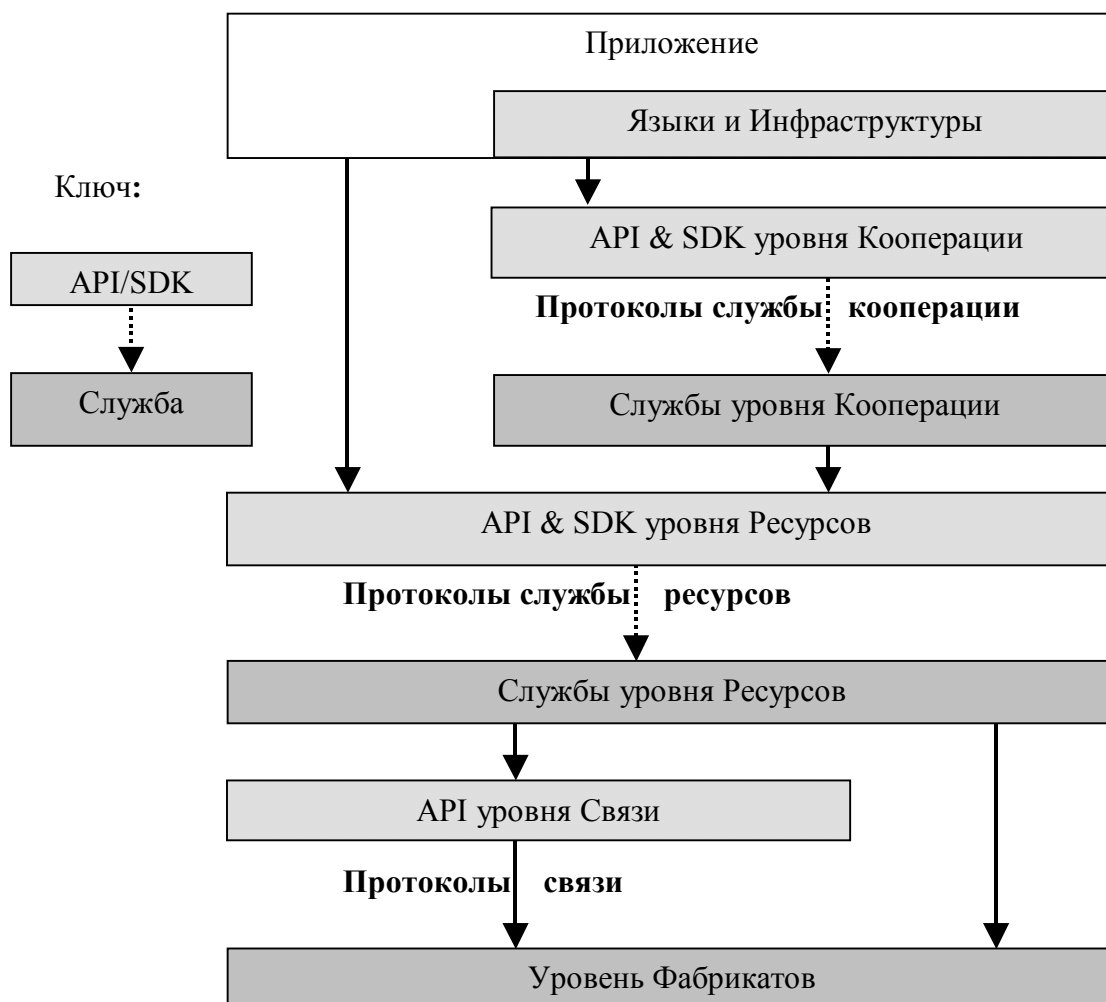 Приложение
Языки и Инфраструктуры
Ключ:
API & SDK уровня Кооперации
API/SDK
Протоколы службы кооперации
Служба
Службы уровня Кооперации
API & SDK уровня Ресурсов
Протоколы службы ресурсов
Службы уровня Ресурсов
API уровня Связи
Протоколы связи
Уровень Фабрикатов